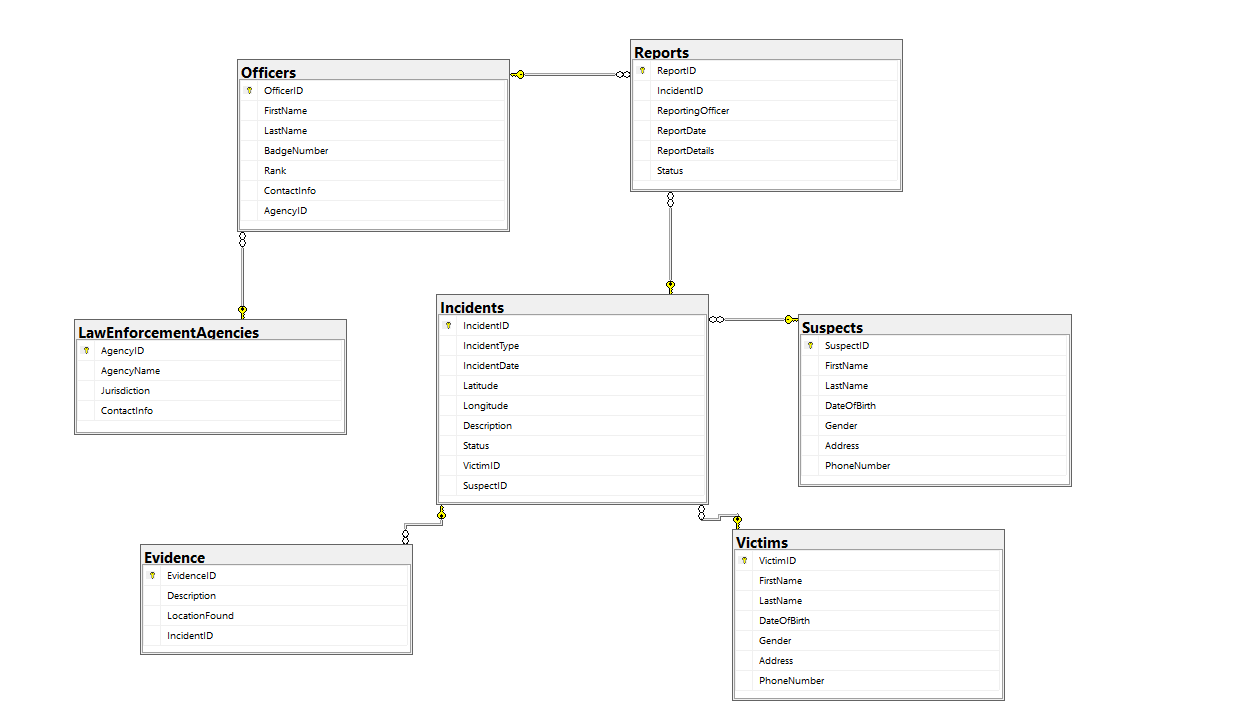 Officers
OfficerID
FirstName
LastName
BadgeNumber
Rank
ContactInfo
AgencyID
Reports
ReportID
IncidentID
ReportingOfficer
ReportDate
ReportDetails
Status
LawEnforcementAgencies
AgencyID
AgencyName
Jurisdiction
ContactInfo
Incidents
IncidentID
IncidentType
IncidentDate
Latitude
Longitude
Description
Status
VictimID
SuspectID
Suspects
SuspectID
FirstName
LastName
DateOfBirth
Gender
Address
PhoneNumber
Evidence
EvidenceID
Description
LocationFound
IncidentID
Victims
VictimID
FirstName
LastName
DateOfBirth
Gender
Address
PhoneNumber